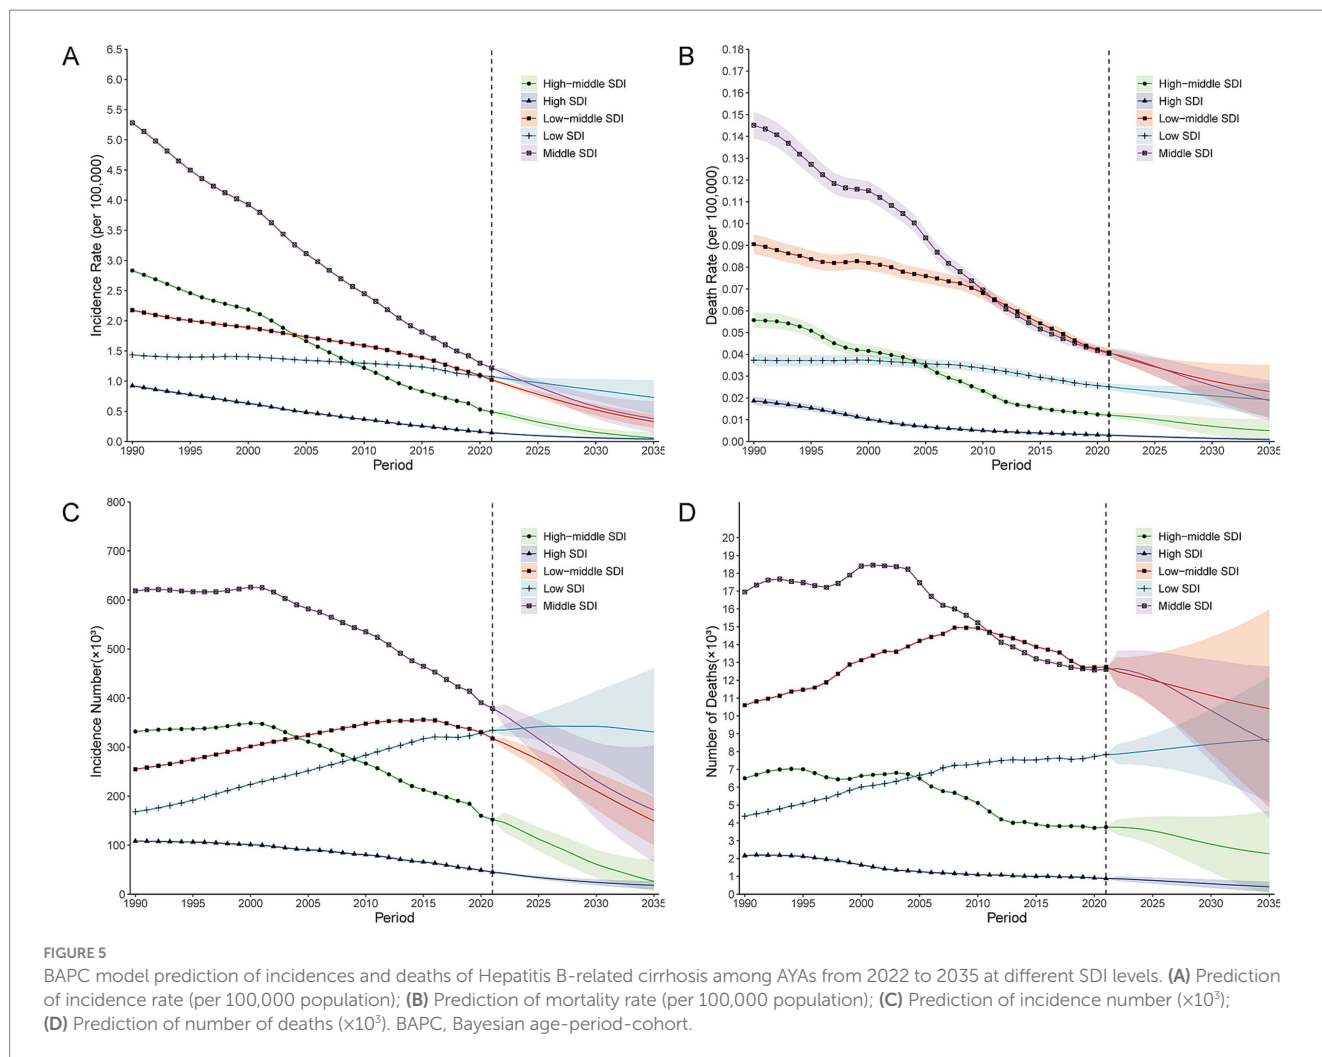 A
6.5
6.0
5.5
5.0
4.5
4.0
3.5
3.0
2.5
2.0
1.5
1.0
0.5
0.0
Incidence Rate (per 100,000)
1990 1995 2000 2005 2010 2015 2020 2025 2030 2035
Period
High-middle SDI
High SDI
Low-middle SDI
Low SDI
Middle SDI
B
0.18
0.17
0.16
0.15
0.14
0.13
0.12
0.11
0.10
0.09
0.08
0.07
0.06
0.05
0.04
0.03
0.02
0.01
0.00
Death Rate (per 100,000)
1990 1995 2000 2005 2010 2015 2020 2025 2030 2035
Period
High-middle SDI
High SDI
Low-middle SDI
Low SDI
Middle SDI
C
800
700
600
500
400
300
200
100
0
Incidence Number(×10³)
1990 1995 2000 2005 2010 2015 2020 2025 2030 2035
Period
High-middle SDI
High SDI
Low-middle SDI
Low SDI
Middle SDI
D
20
19
18
17
16
15
14
13
12
11
10
9
8
7
6
5
4
3
2
1
0
Number of Deaths(×10³)
1990 1995 2000 2005 2010 2015 2020 2025 2030 2035
Period
High-middle SDI
High SDI
Low-middle SDI
Low SDI
Middle SDI
FIGURE 5
BAPC model prediction of incidences and deaths of Hepatitis B-related cirrhosis among AYAs from 2022 to 2035 at different SDI levels. (A) Prediction
of incidence rate (per 100,000 population); (B) Prediction of mortality rate (per 100,000 population); (C) Prediction of incidence number (×10³);
(D) Prediction of number of deaths (×10³). BAPC, Bayesian age-period-cohort.